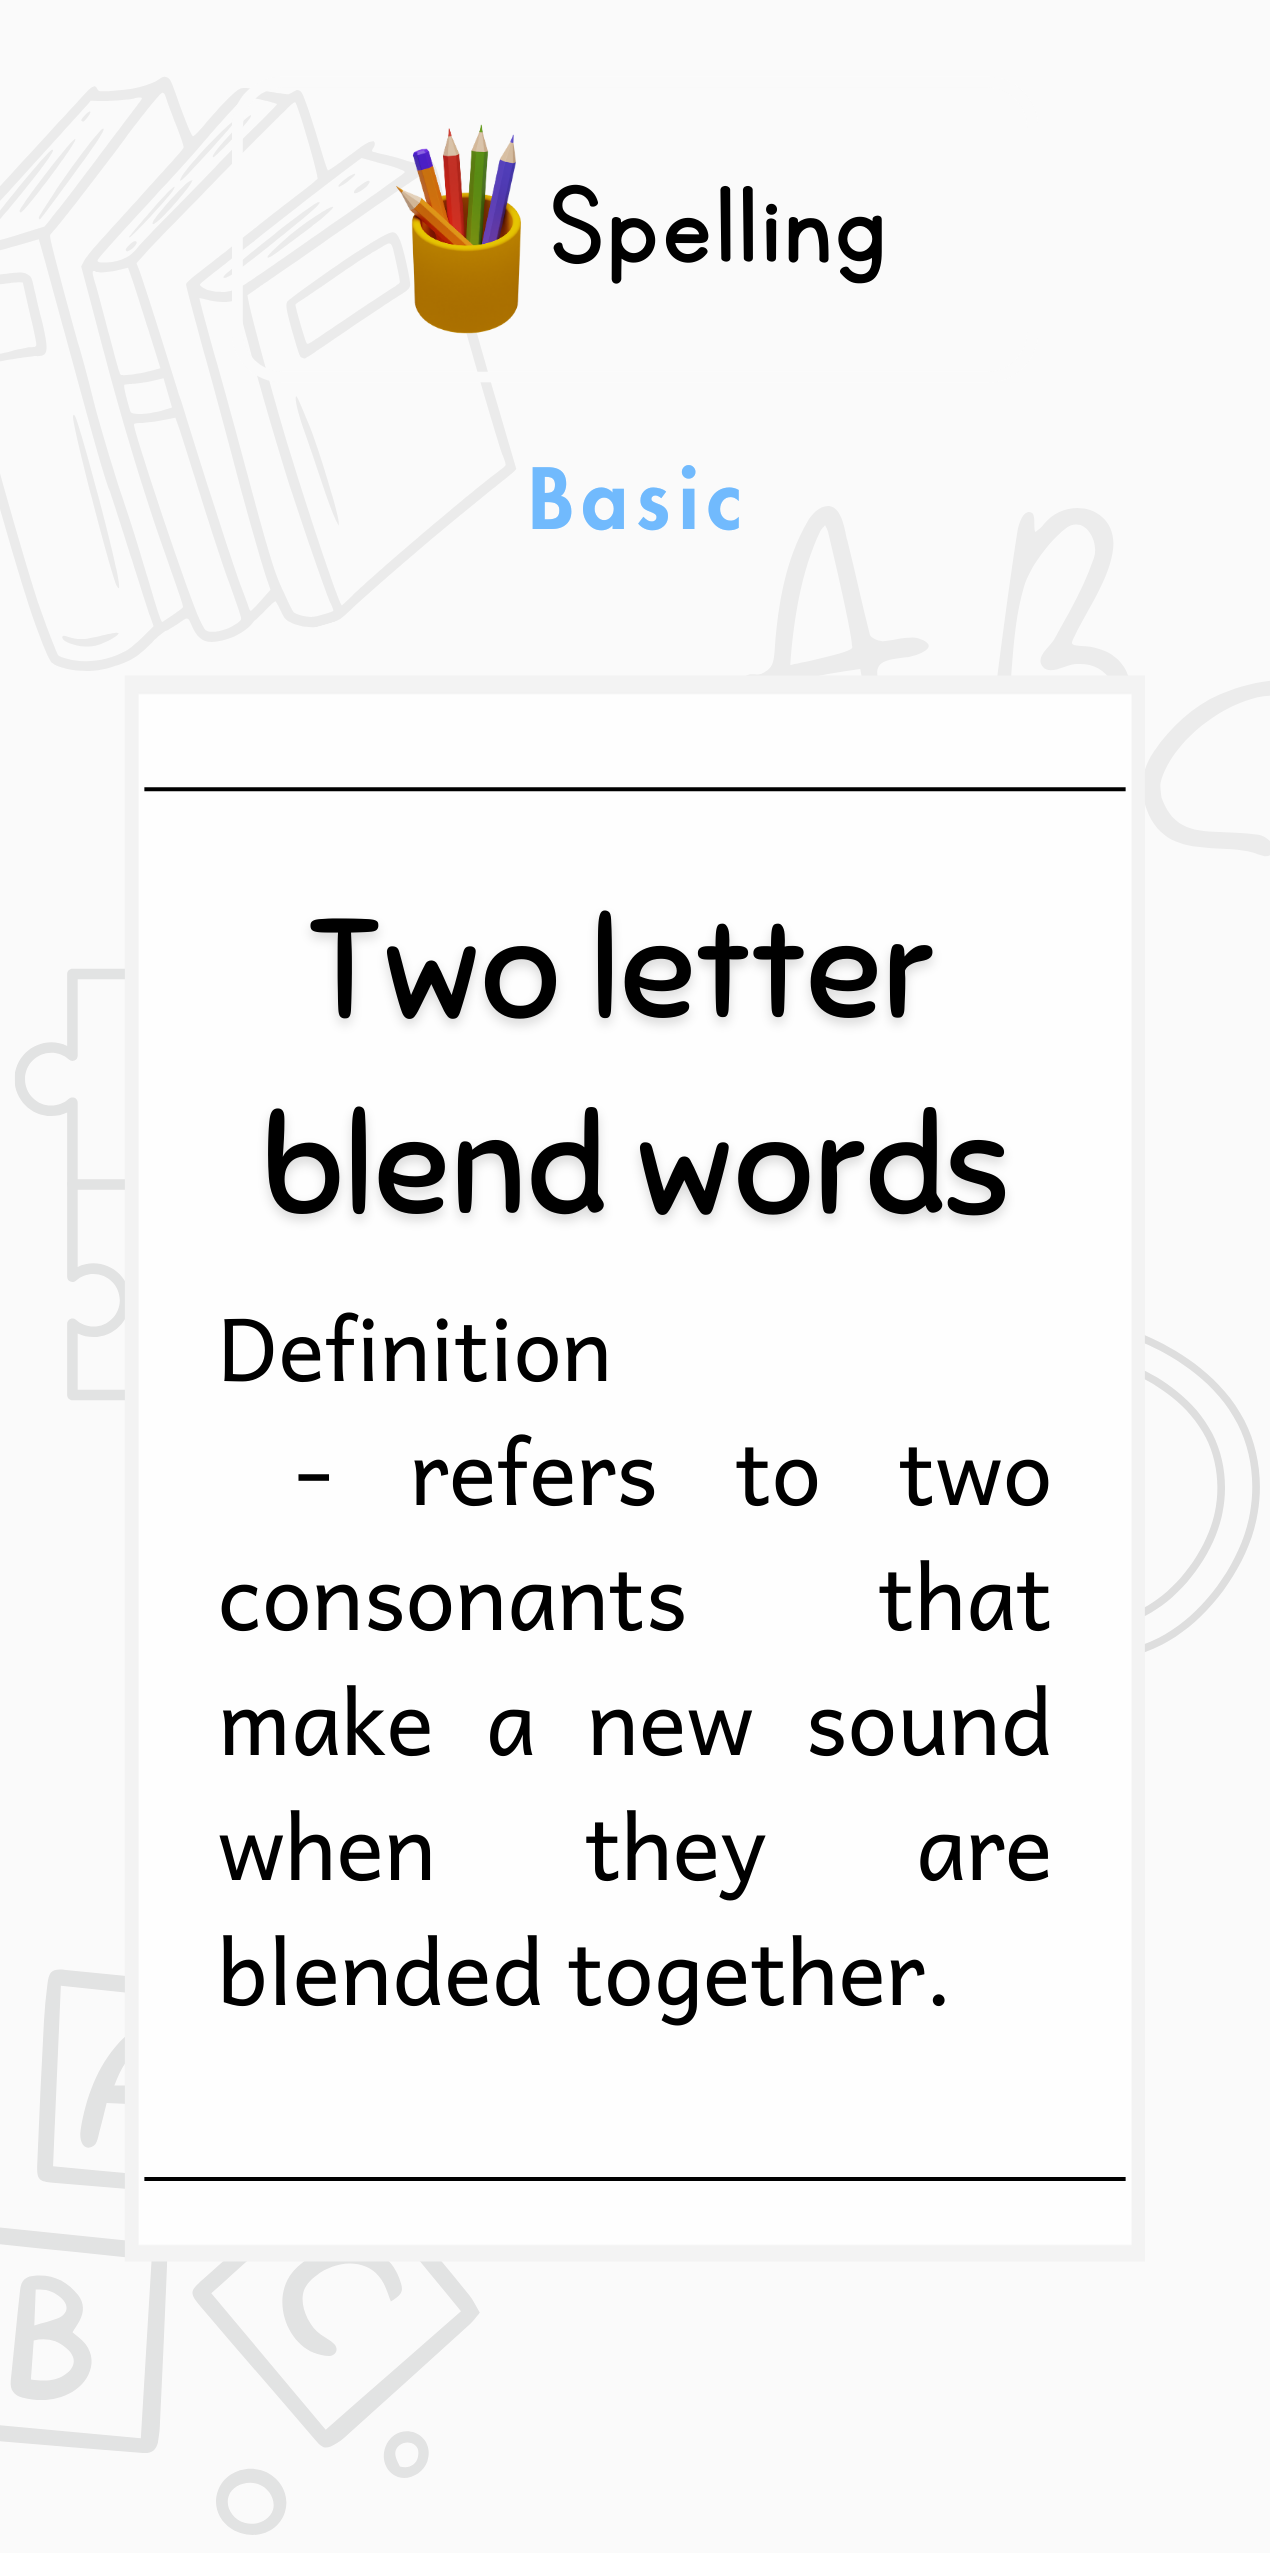 Spelling
Basic
A B
C
Two letter
blend words
Definition
- refers to two
consonants that
make a new sound
when they are
blended together.
A
B
C